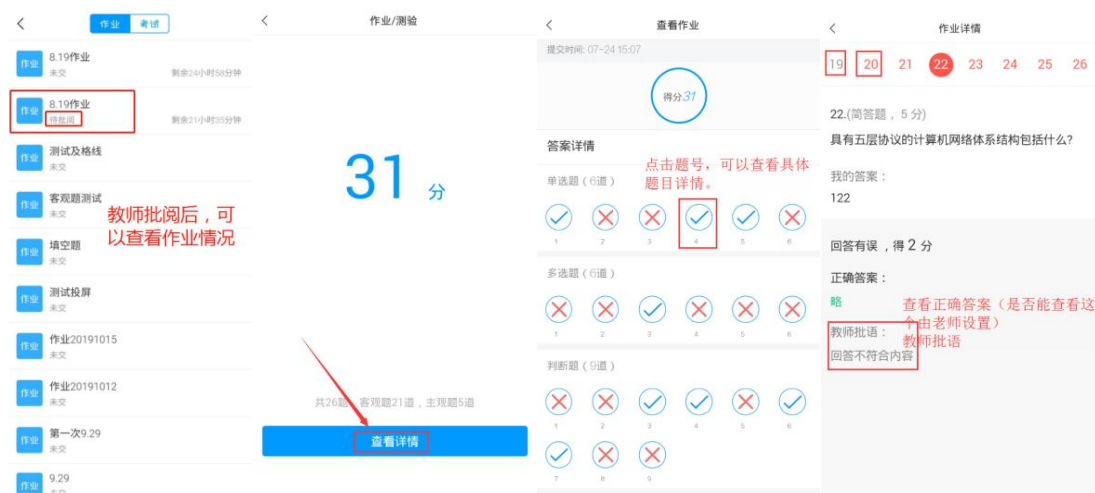 作业 考试
作业 8.19作业
未交 剩余24小时58分钟
作业 8.19作业
待批阅 剩余21小时35分钟
作业 测试及格线
未交
作业 客观题测试
未交
作业 填空题
未交
作业 测试投屏
未交
作业 作业20191015
未交
作业 作业20191012
未交
作业 第一次9.29
未交
作业 9.29
未交
教师批阅后，可
以查看作业情况
作业/测验
31 分
共26题，客观题21道，主观题5道
查看详情
查看作业
提交时间: 07-24 15:07
得分31
答案详情
点击题号，可以查看具体
题目详情。
单选题（6道）
1 2 3 4 5 6
多选题（6道）
1 2 3 4 5 6
判断题（9道）
1 2 3 4 5 6
7 8 9
作业详情
19 20 21 22 23 24 25 26
22.(简答题，5分)
具有五层协议的计算机网络体系结构包括什么?
我的答案：
122
回答有误，得2分
正确答案：
略
查看正确答案（是否能查看这
个由老师设置）
教师批语：
教师批语
回答不符合内容